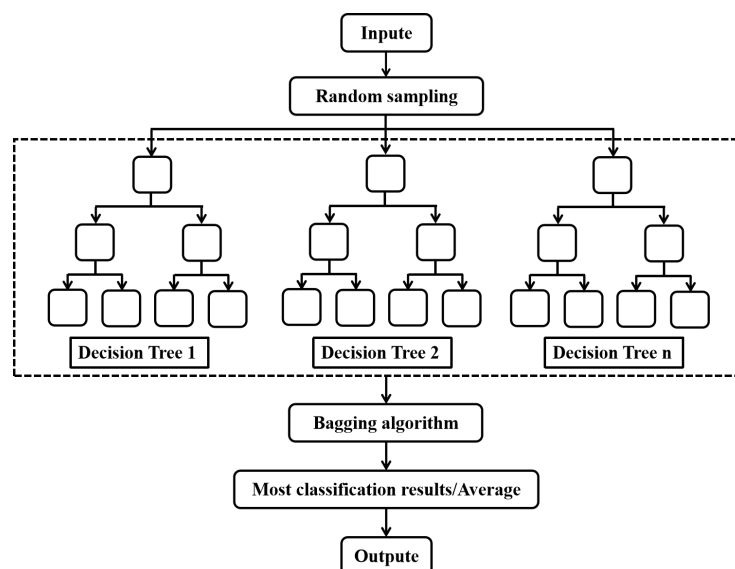 Inpute
Random sampling
Decision Tree 1
Decision Tree 2
Decision Tree n
Bagging algorithm
Most classification results/Average
Outpute